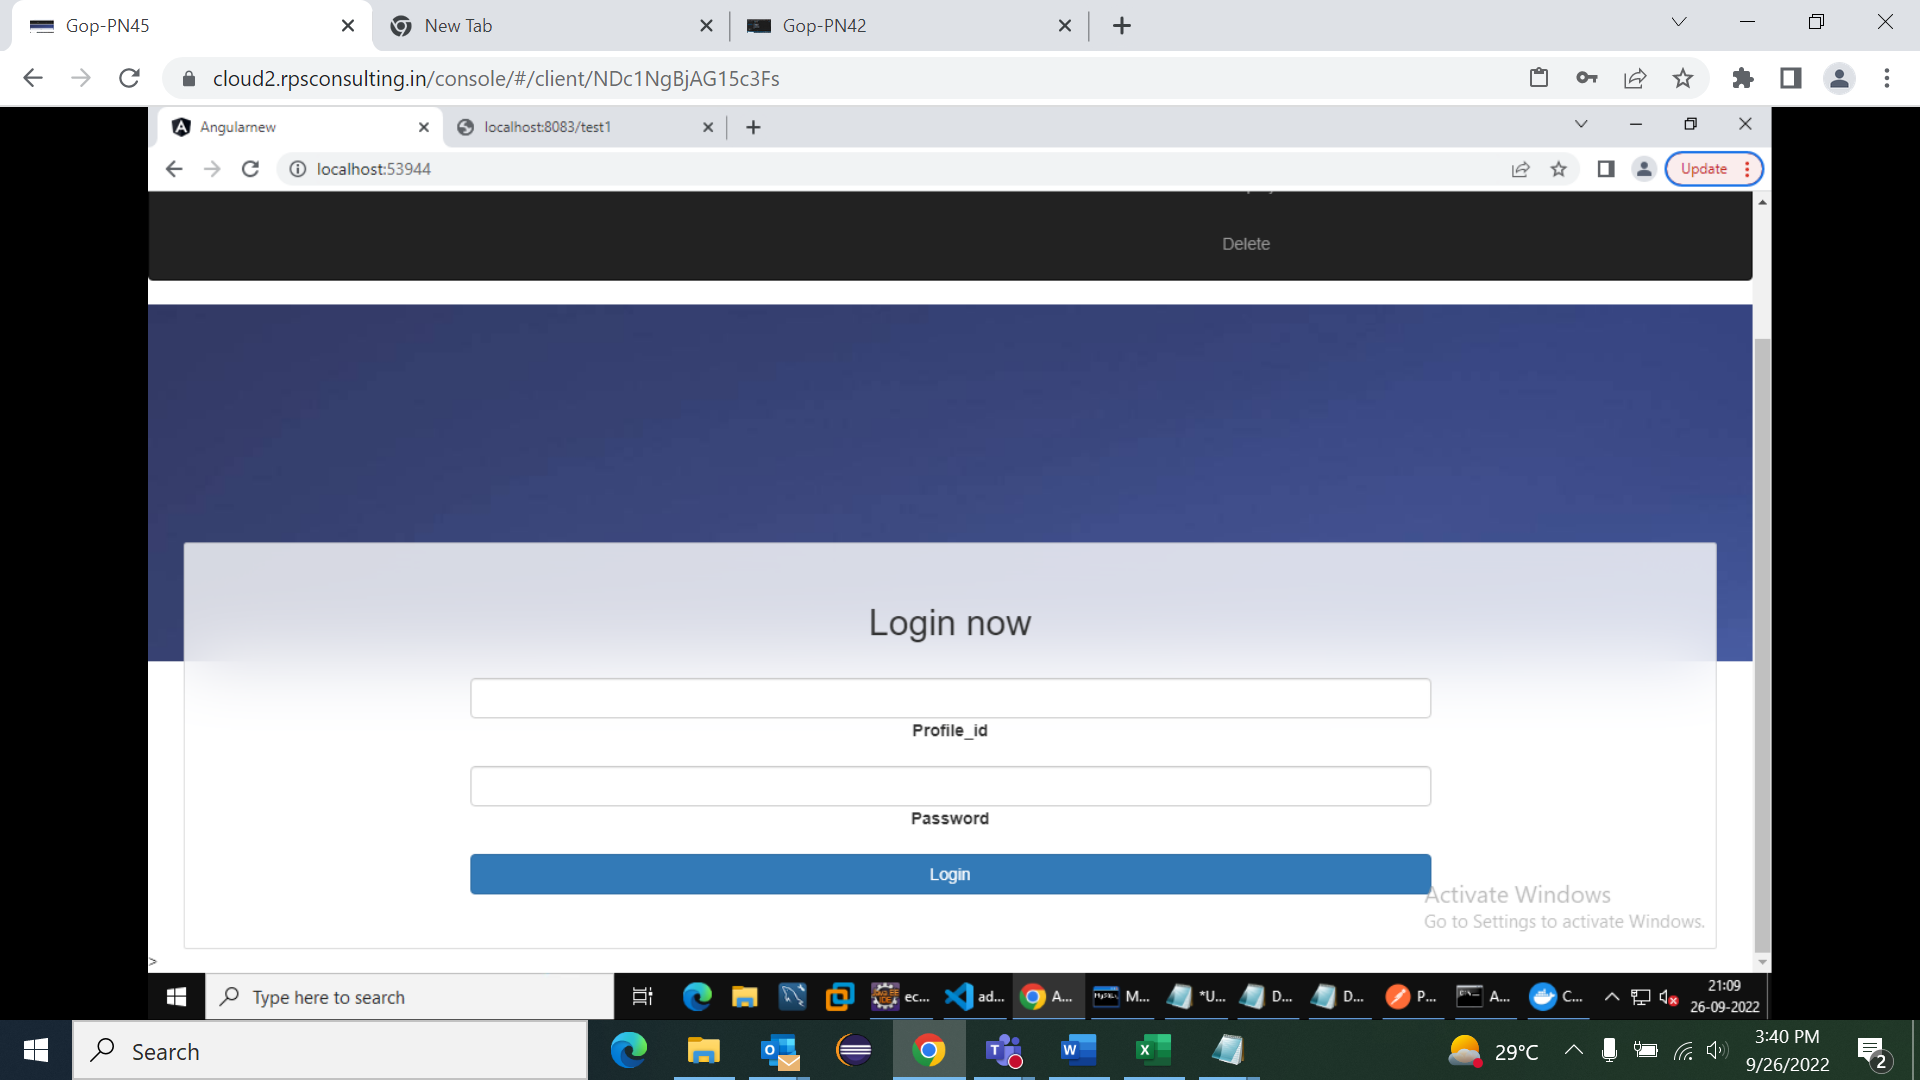 Gop-PN45
New Tab
Gop-PN42
cloud2.rpsconsulting.in/console/#/client/NDc1NgBjAG15c3Fs
Angularnew
localhost:8083/test1
localhost:53944
Update
Delete
Login now
Profile_id
Password
Login
Activate Windows
Go to Settings to activate Windows.
>
Type here to search
ec...
ad...
A...
M...
*U...
D...
D...
P...
A...
C...
21:09
26-09-2022
Search
29°C
3:40 PM
9/26/2022
2